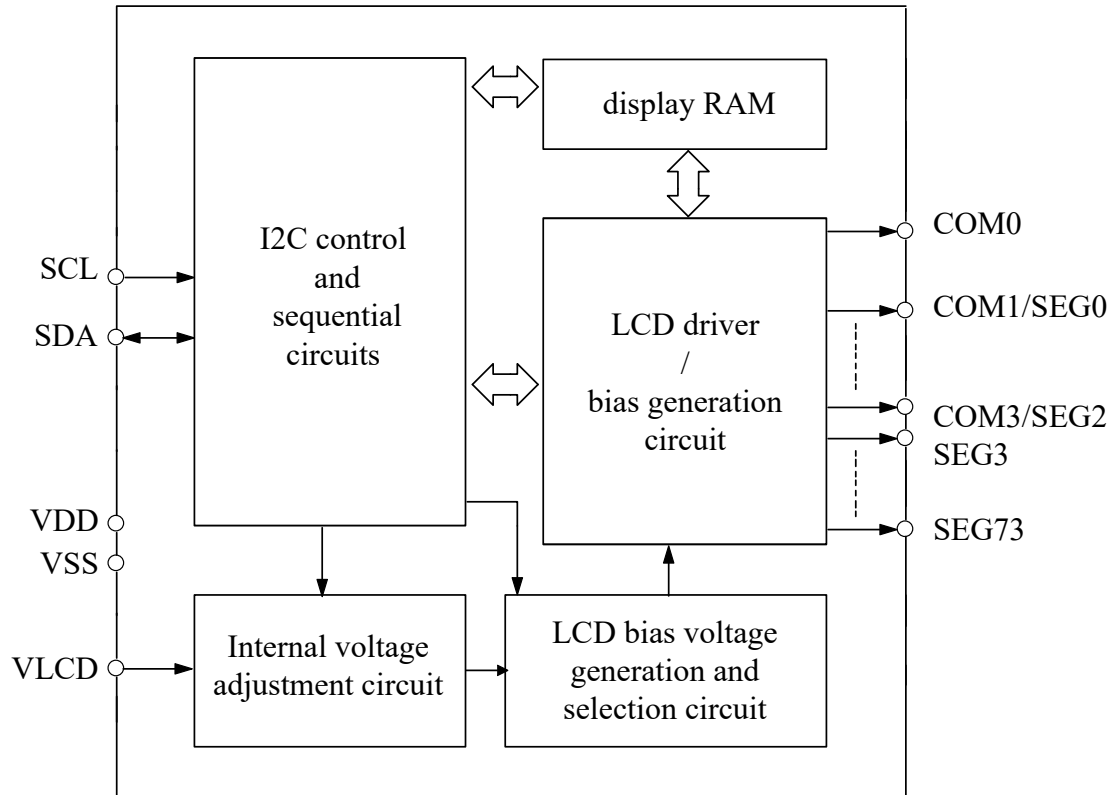 display RAM
I2C control
and
sequential
circuits
SCL
SDA
VDD
VSS
VLCD
LCD driver
/
bias generation
circuit
COM0
COM1/SEG0
COM3/SEG2
SEG3
SEG73
Internal voltage
adjustment circuit
LCD bias voltage
generation and
selection circuit